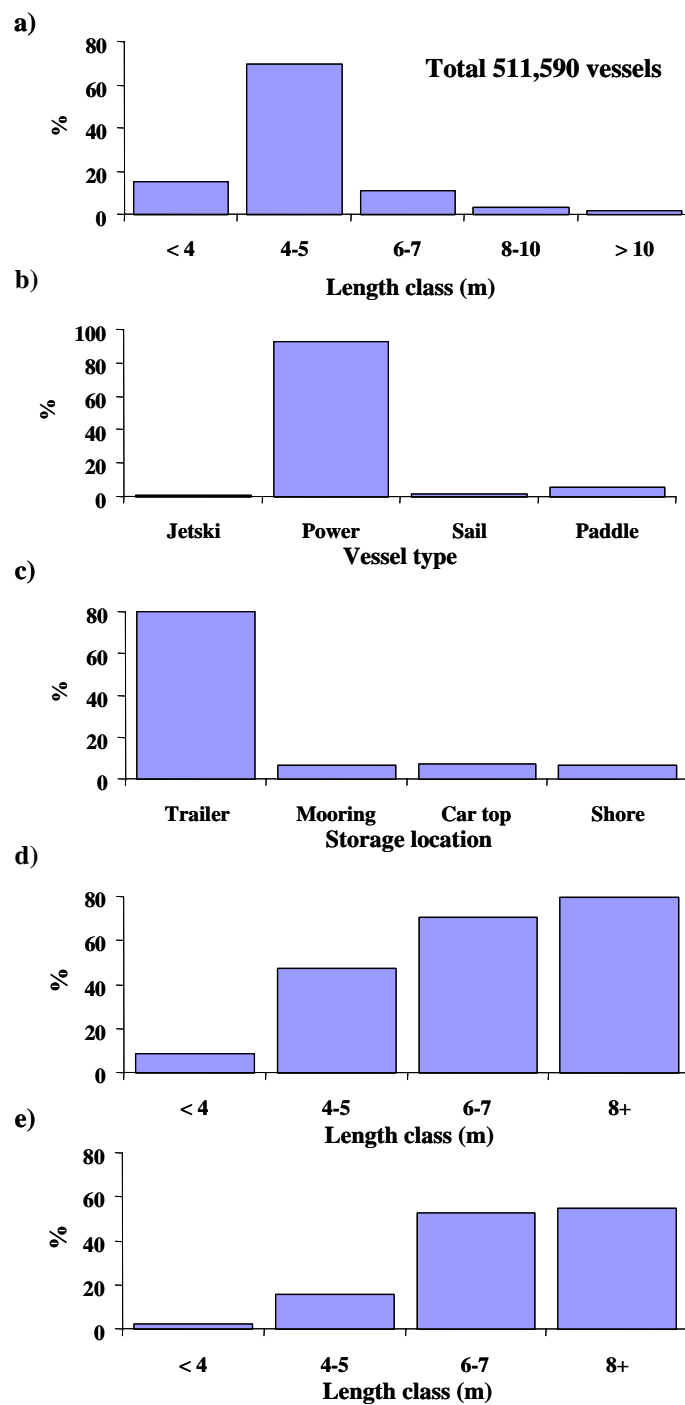 a)
80
60
40
20
0
%
Total 511,590 vessels
< 4 4-5 6-7 8-10 > 10
Length class (m)
b)
100
80
60
40
20
0
%
Jetski Power Sail Paddle
Vessel type
c)
80
60
40
20
0
%
Trailer Mooring Car top Shore
Storage location
d)
80
60
40
20
0
%
< 4 4-5 6-7 8+
Length class (m)
e)
80
60
40
20
0
%
< 4 4-5 6-7 8+
Length class (m)